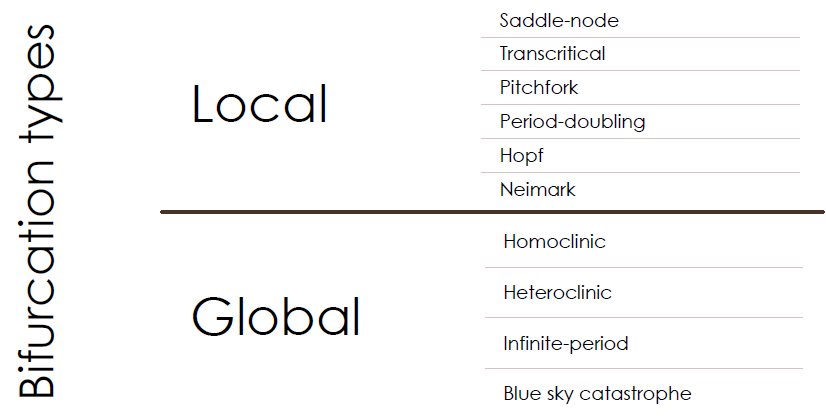 Bifurcation types
Local
Saddle-node
Transcritical
Pitchfork
Period-doubling
Hopf
Neimark
Global
Homoclinic
Heteroclinic
Infinite-period
Blue sky catastrophe